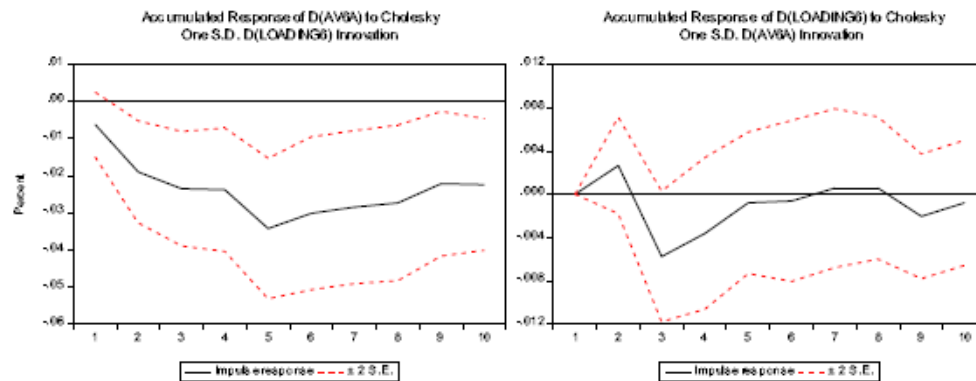 Accumulated Response of D(AV6A) to Cholesky
One S.D. D(LOADING6) Innovation
.01
.00
-.01
-.02
-.03
-.04
-.05
-.06
Percent
1 2 3 4 5 6 7 8 9 10
Impulse response ± 2 S.E.
Accumulated Response of D(LOADING6) to Cholesky
One S.D. D(AV6A) Innovation
.012
.008
.004
.000
-.004
-.008
-.012
1 2 3 4 5 6 7 8 9 10
Impulse response ± 2 S.E.